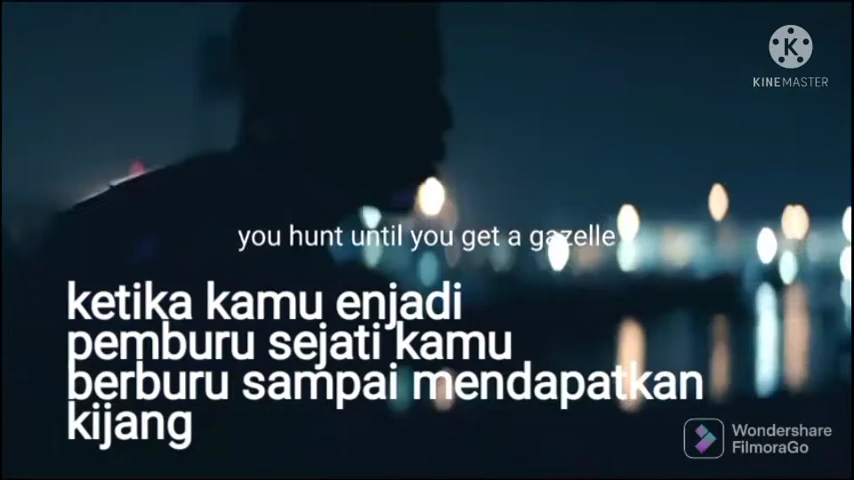 KINEMASTER
you hunt until you get a gazelle
ketika kamu enjadi
pemburu sejati kamu
berburu sampai mendapatkan
kijang
Wondershare
FilmoraGo